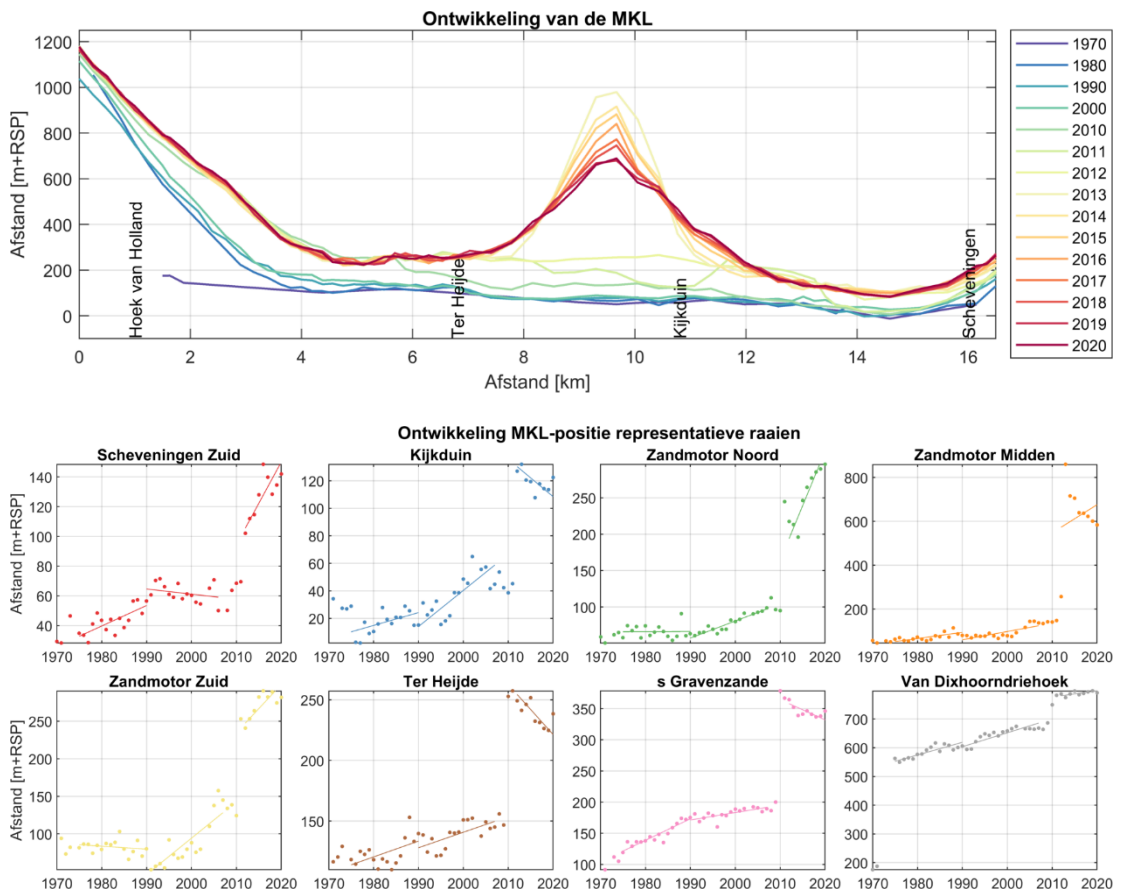 Ontwikkeling van de MKL
1200
1000
800
600
400
200
0
Afstand [m+RSP]
Hoek van Holland
Ter Heijde
Kijkduin
Scheveningen
0 2 4 6 8 10 12 14 16
Afstand [km]
1970
1980
1990
2000
2010
2011
2012
2013
2014
2015
2016
2017
2018
2019
2020
Ontwikkeling MKL-positie representatieve raaien
Scheveningen Zuid
140
120
100
80
60
40
Afstand [m+RSP]
1970 1980 1990 2000 2010 2020
Kijkduin
120
100
80
60
40
20
1970 1980 1990 2000 2010 2020
Zandmotor Noord
250
200
150
100
1970 1980 1990 2000 2010 2020
Zandmotor Midden
800
600
400
200
1970 1980 1990 2000 2010 2020
Zandmotor Zuid
250
200
150
100
Afstand [m+RSP]
1970 1980 1990 2000 2010 2020
Ter Heijde
250
200
150
1970 1980 1990 2000 2010 2020
s Gravenzande
350
300
250
200
150
100
1970 1980 1990 2000 2010 2020
Van Dixhoorndriehoek
700
600
500
400
300
200
1970 1980 1990 2000 2010 2020